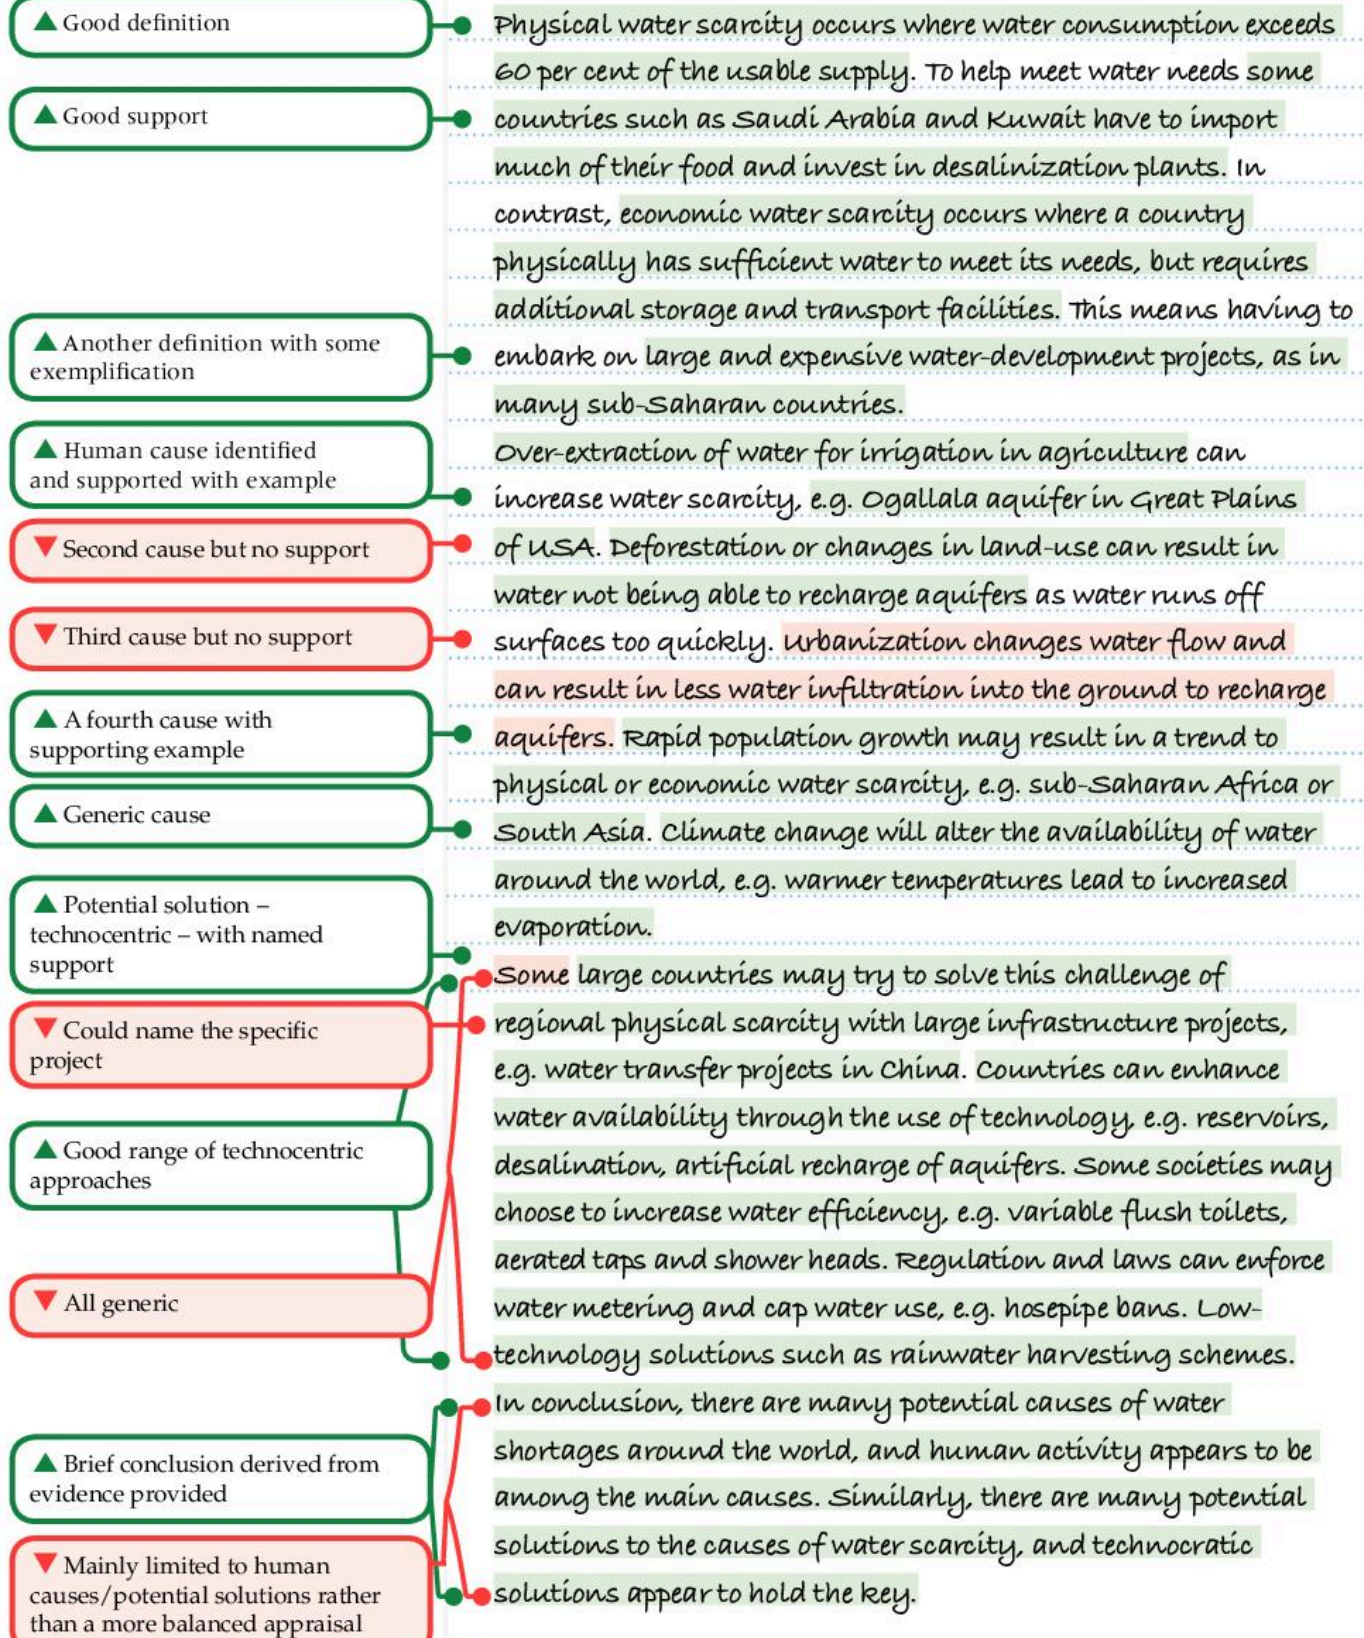 ▲ Good definition
Physical water scarcity occurs where water consumption exceeds
60 per cent of the usable supply. To help meet water needs some
▲ Good support
countries such as Saudi Arabia and Kuwait have to import
much of their food and invest in desalinization plants. In
contrast, economic water scarcity occurs where a country
physically has sufficient water to meet its needs, but requires
additional storage and transport facilities. This means having to
▲ Another definition with some
exemplification
embark on large and expensive water-development projects, as in
many sub-Saharan countries.
▲ Human cause identified
and supported with example
Over-extraction of water for irrigation in agriculture can
increase water scarcity, e.g. Ogallala aquifer in Great Plains
▼ Second cause but no support
of USA. Deforestation or changes in land-use can result in
water not being able to recharge aquifers as water runs off
▼ Third cause but no support
surfaces too quickly. Urbanization changes water flow and
can result in less water infiltration into the ground to recharge
▲ A fourth cause with
supporting example
aquifers. Rapid population growth may result in a trend to
physical or economic water scarcity, e.g. sub-Saharan Africa or
▲ Generic cause
South Asia. Climate change will alter the availability of water
around the world, e.g. warmer temperatures lead to increased
evaporation.
▲ Potential solution –
technocentric – with named
support
Some large countries may try to solve this challenge of
▼ Could name the specific
project
regional physical scarcity with large infrastructure projects,
e.g. water transfer projects in China. Countries can enhance
water availability through the use of technology, e.g. reservoirs,
▲ Good range of technocentric
approaches
desalination, artificial recharge of aquifers. Some societies may
choose to increase water efficiency, e.g. variable flush toilets,
aerated taps and shower heads. Regulation and laws can enforce
▼ All generic
water metering and cap water use, e.g. hosepipe bans. Low-
technology solutions such as rainwater harvesting schemes.
In conclusion, there are many potential causes of water
shortages around the world, and human activity appears to be
▲ Brief conclusion derived from
evidence provided
among the main causes. Similarly, there are many potential
solutions to the causes of water scarcity, and technocratic
▼ Mainly limited to human
causes/potential solutions rather
than a more balanced appraisal
solutions appear to hold the key.